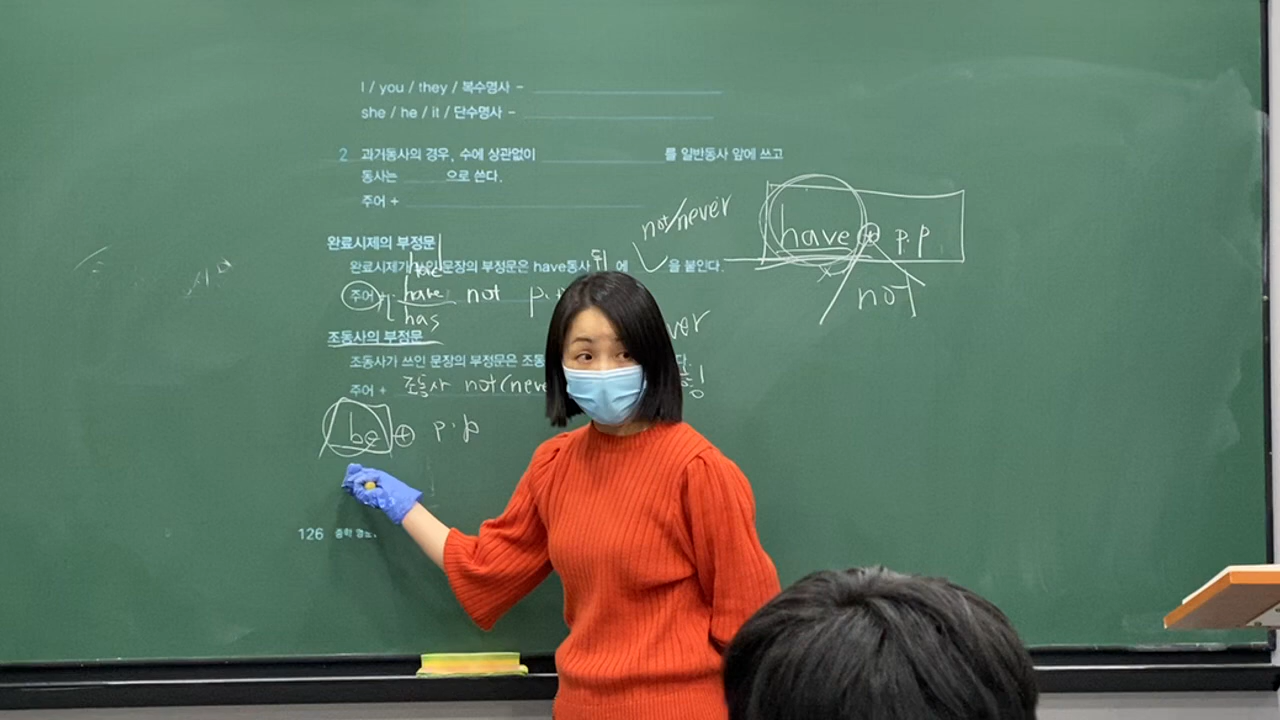 I / you / they / 복수명사 -
she / he / it / 단수명사 -
2 과거동사의 경우, 수에 상관없이 를 일반동사 앞에 쓰고
동사는 으로 쓴다.
주어 +
not/never
have + p.p
not
완료시제의 부정문
완료시제가 쓰인 문장의 부정문은 have동사 뒤 에 을 붙인다.
주어 + have not p.p
has
조동사의 부정문
조동사가 쓰인 문장의 부정문은
주어 + 조동사 not(never
be + p.p
126 중학